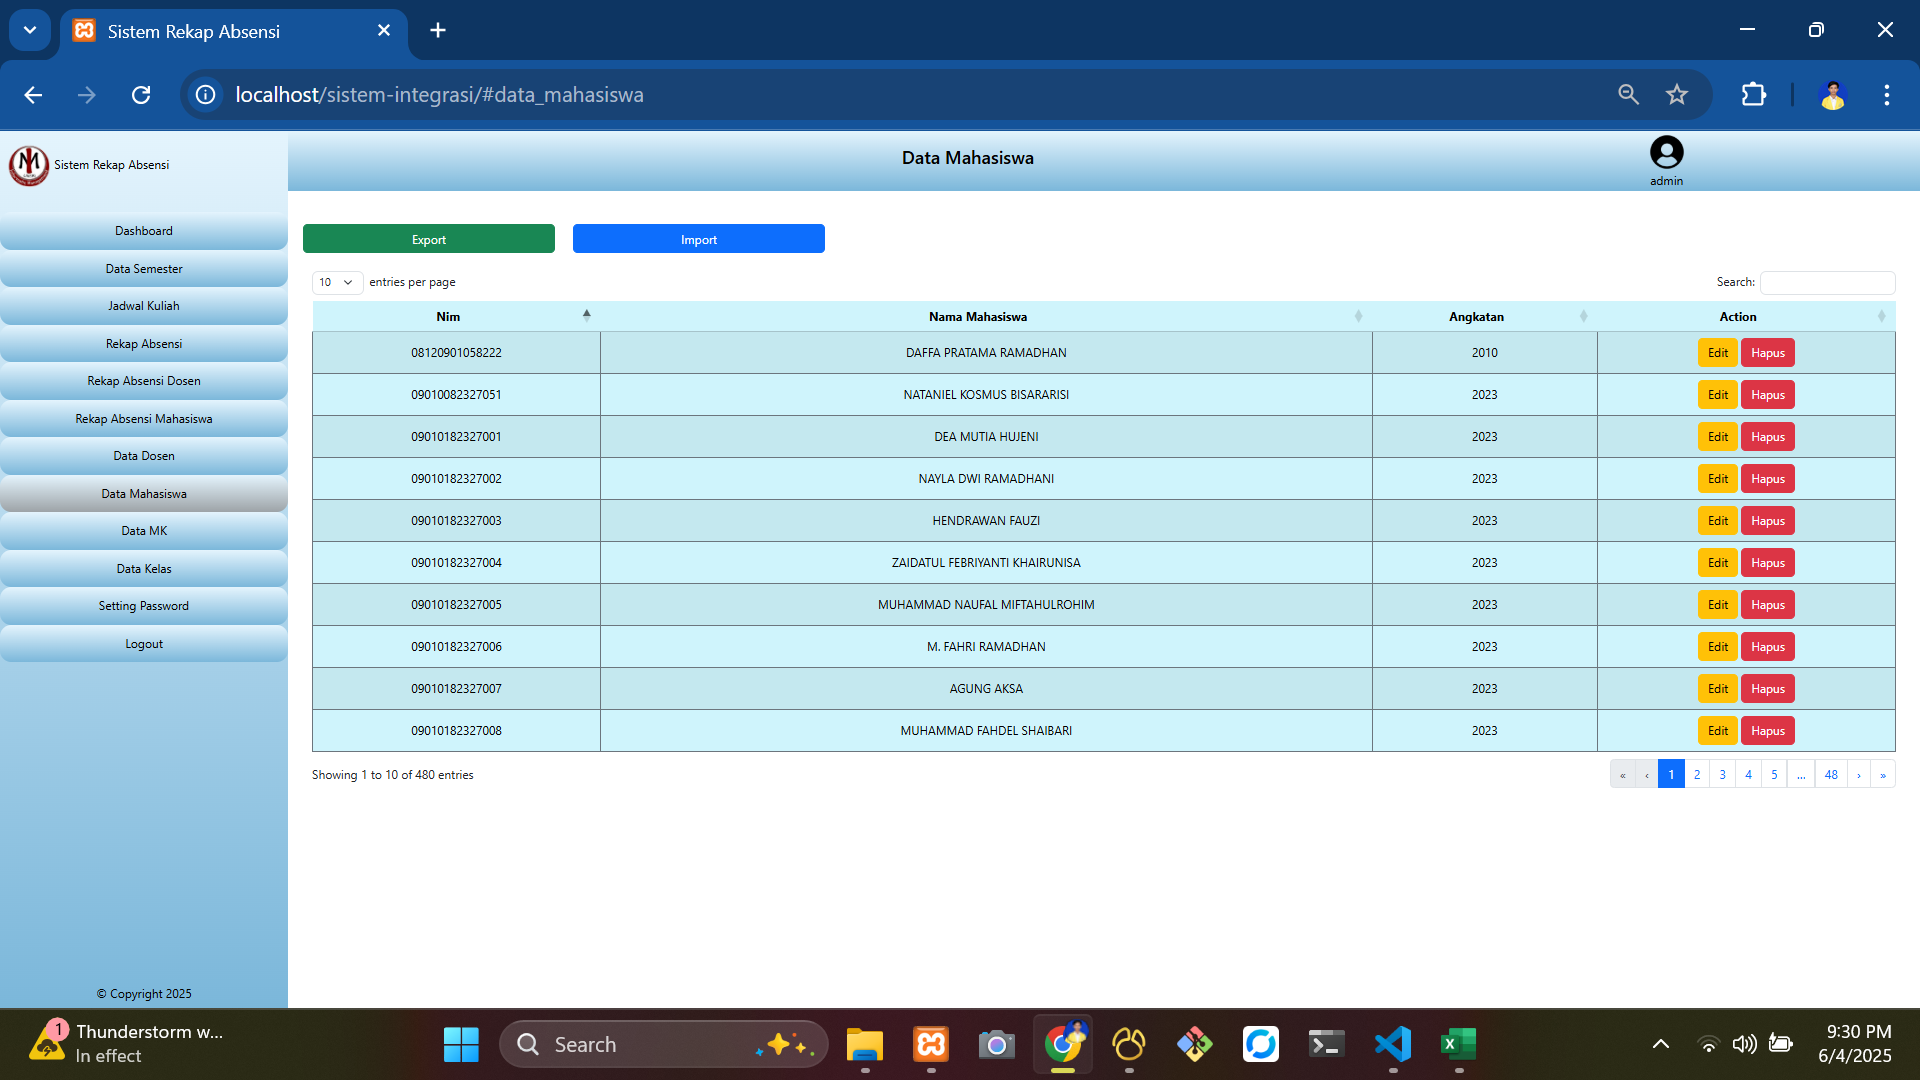 Sistem Rekap Absensi
localhost/sistem-integrasi/#data_mahasiswa
Sistem Rekap Absensi
Data Mahasiswa
admin
Dashboard
Data Semester
Jadwal Kuliah
Rekap Absensi
Rekap Absensi Dosen
Rekap Absensi Mahasiswa
Data Dosen
Data Mahasiswa
Data MK
Data Kelas
Setting Password
Logout
© Copyright 2025
Export Import
10 entries per page Search:
Nim Nama Mahasiswa Angkatan Action
08120901058222 DAFFA PRATAMA RAMADHAN 2010 Edit Hapus
09010082327051 NATANIEL KOSMUS BISARARISI 2023 Edit Hapus
09010182327001 DEA MUTIA HUJENI 2023 Edit Hapus
09010182327002 NAYLA DWI RAMADHANI 2023 Edit Hapus
09010182327003 HENDRAWAN FAUZI 2023 Edit Hapus
09010182327004 ZAIDATUL FEBRIYANTI KHAIRUNISA 2023 Edit Hapus
09010182327005 MUHAMMAD NAUFAL MIFTAHULROHIM 2023 Edit Hapus
09010182327006 M. FAHRI RAMADHAN 2023 Edit Hapus
09010182327007 AGUNG AKSA 2023 Edit Hapus
09010182327008 MUHAMMAD FAHDEL SHAIBARI 2023 Edit Hapus
Showing 1 to 10 of 480 entries « ‹ 1 2 3 4 5 ... 48 › »
1
Thunderstorm w...
In effect
Search
9:30 PM
6/4/2025